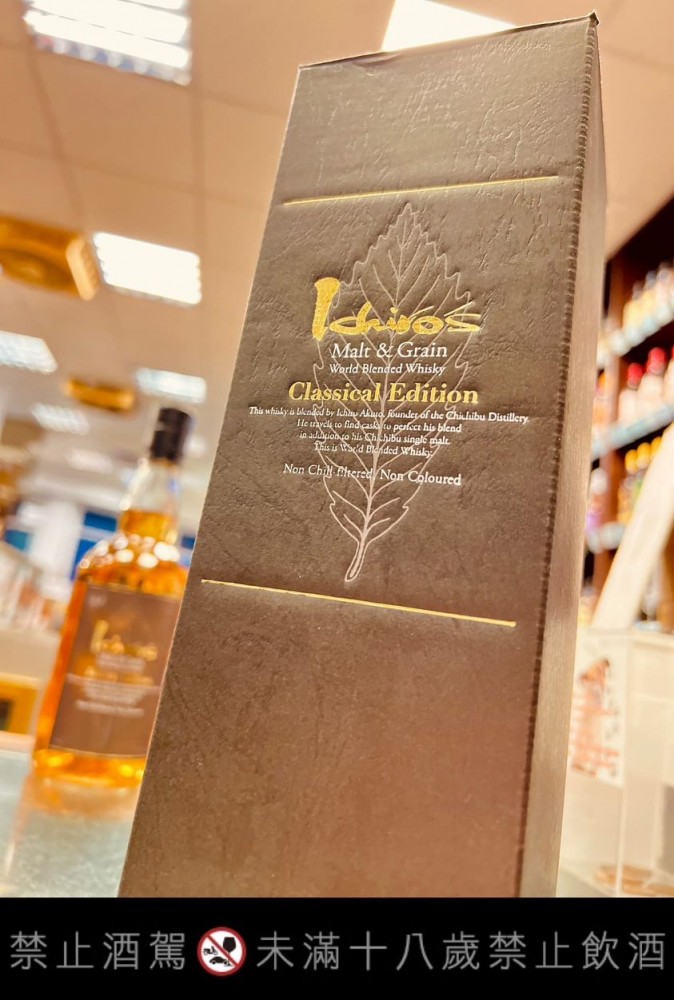 Ichiro's
Malt & Grain
World Blended Whisky
Classical Edition
This whisky is blended by Ichiro Akuto, founder of the Chichibu Distillery.
He travels to find casks to perfect his blend
in addition to his Chichibu single malt.
This is World Blended Whisky.
Non Chill Filtered / Non Coloured
Ichiro's
禁止酒駕 未滿十八歲禁止飲酒